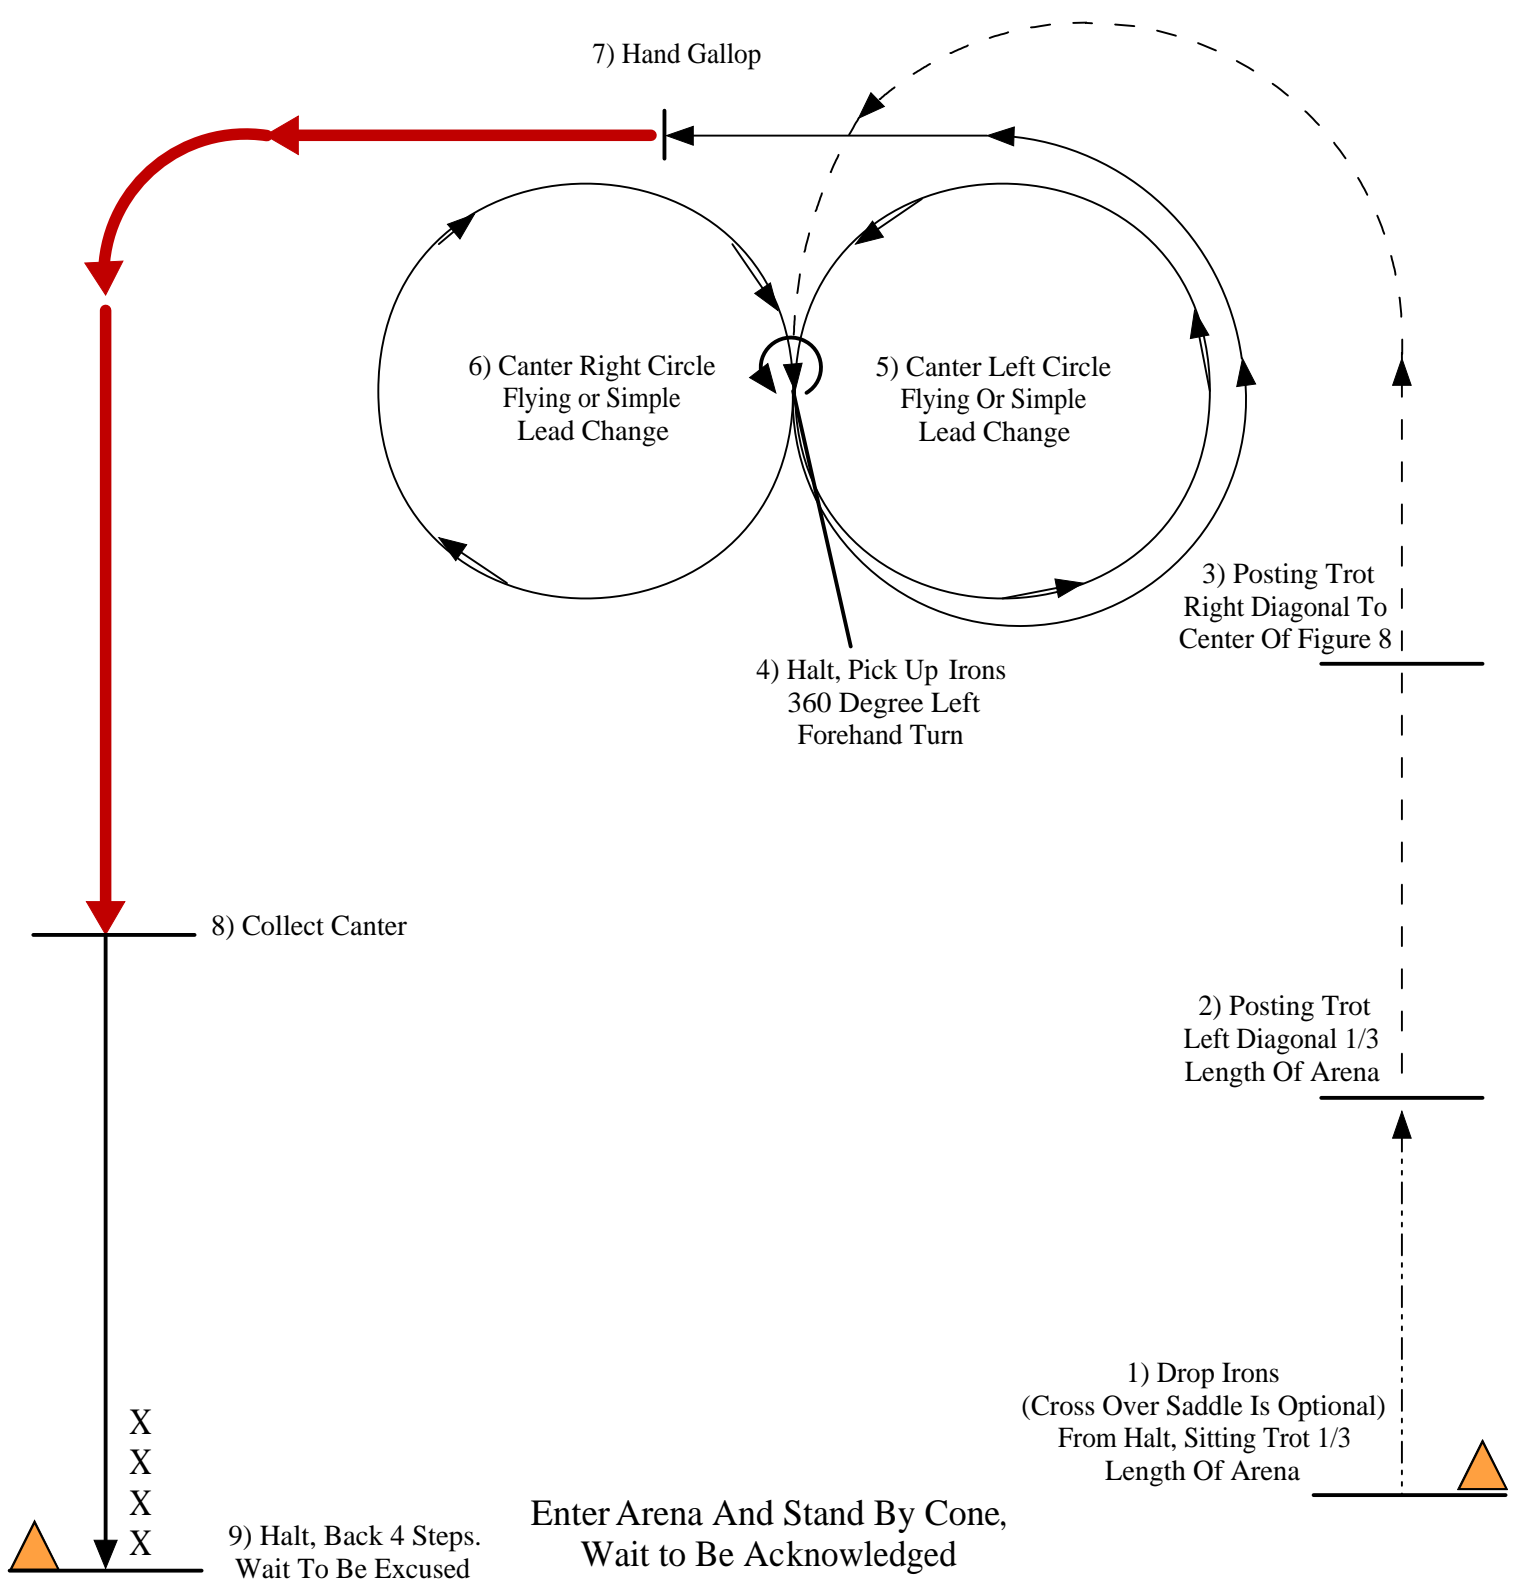 7) Hand Gallop
6) Canter Right Circle
Flying or Simple
Lead Change
5) Canter Left Circle
Flying Or Simple
Lead Change
3) Posting Trot
Right Diagonal To
Center Of Figure 8
4) Halt, Pick Up Irons
360 Degree Left
Forehand Turn
8) Collect Canter
2) Posting Trot
Left Diagonal 1/3
Length Of Arena
1) Drop Irons
(Cross Over Saddle Is Optional)
From Halt, Sitting Trot 1/3
Length Of Arena
X
X
X
X
9) Halt, Back 4 Steps.
Wait To Be Excused
Enter Arena And Stand By Cone,
Wait to Be Acknowledged